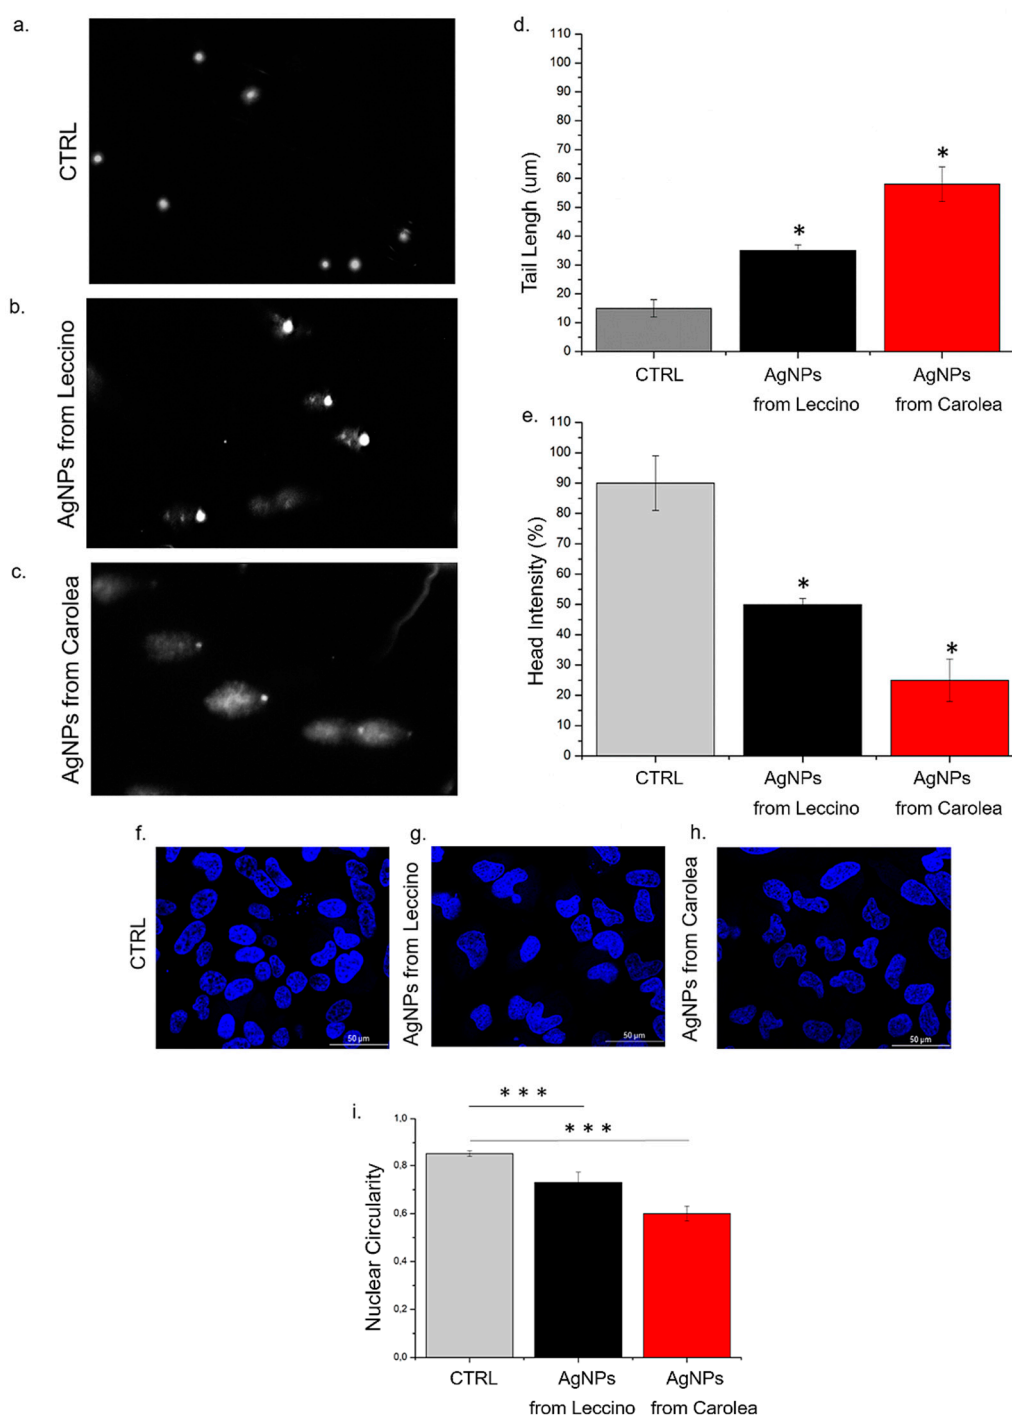 a.
CTRL
b.
AgNPs from Leccino
c.
AgNPs from Carolea
d.
Tail Lengh (um)
110
100
90
80
70
60
50
40
30
20
10
0
*
*
CTRL
AgNPs
from Leccino
AgNPs
from Carolea
e.
Head Intensity (%)
110
100
90
80
70
60
50
40
30
20
10
0
*
*
CTRL
AgNPs
from Leccino
AgNPs
from Carolea
f.
CTRL
50 µm
g.
AgNPs from Leccino
50 µm
h.
AgNPs from Carolea
50 µm
i.
Nuclear Circularity
1,0
0,8
0,6
0,4
0,2
0,0
* * *
* * *
CTRL
AgNPs
from Leccino
AgNPs
from Carolea